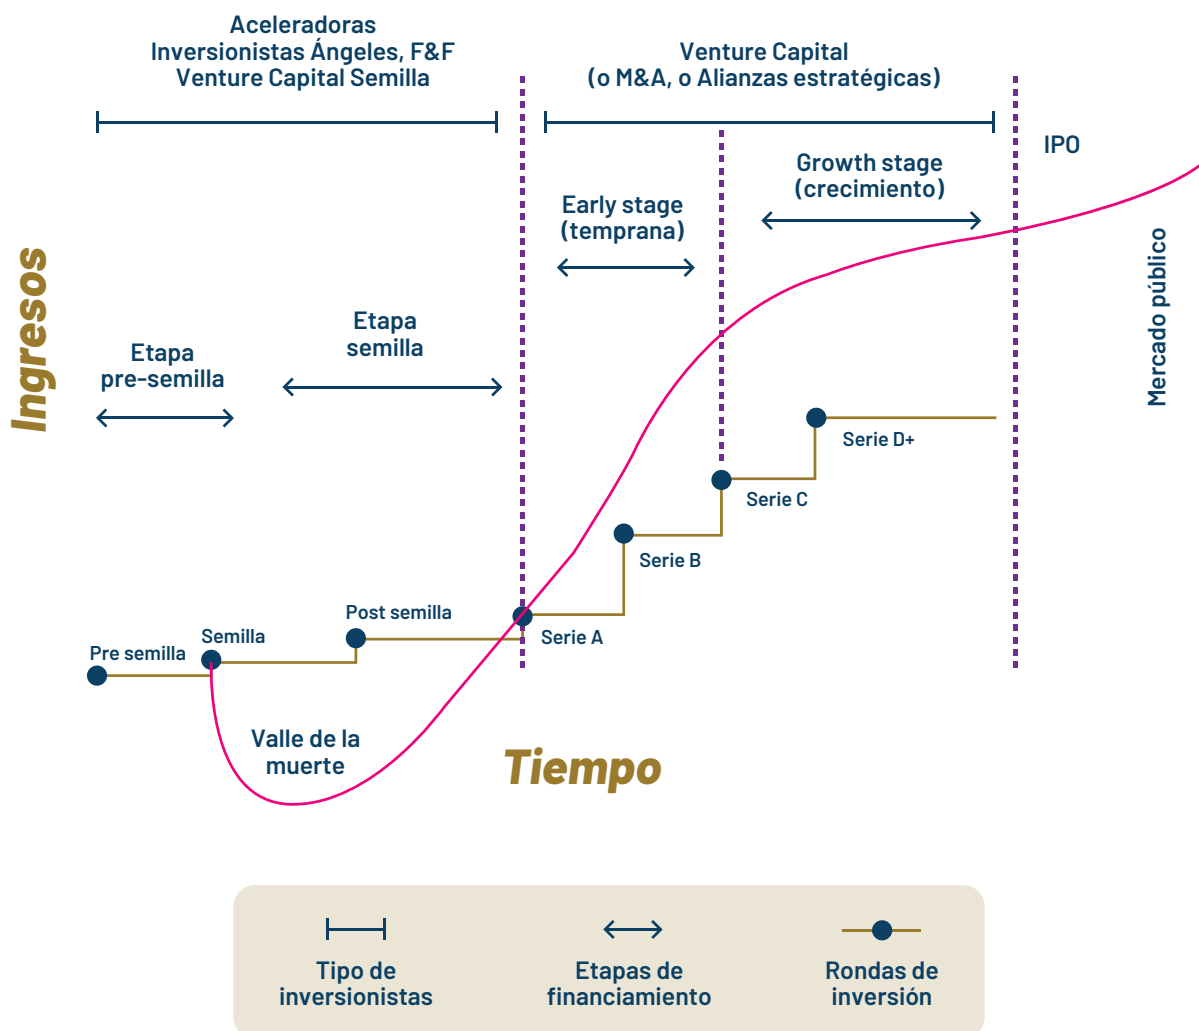 Aceleradoras
Inversionistas Ángeles, F&F
Venture Capital Semilla
Venture Capital
(o M&A, o Alianzas estratégicas)
IPO
Growth stage
(crecimiento)
Early stage
(temprana)
Etapa
semilla
Etapa
pre-semilla
Ingresos
Mercado público
Serie D+
Serie C
Serie B
Serie A
Post semilla
Semilla
Pre semilla
Valle de la
muerte
Tiempo
Tipo de
inversionistas
Etapas de
financiamiento
Rondas de
inversión